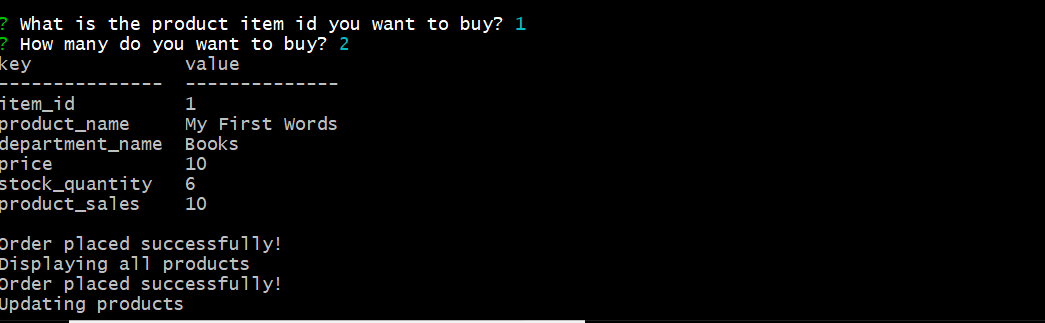 ? What is the product item id you want to buy? 1
? How many do you want to buy? 2
key              value
---------------  --------------
item_id          1
product_name     My First Words
department_name  Books
price            10
stock_quantity   6
product_sales    10
Order placed successfully!
Displaying all products
Order placed successfully!
Updating products